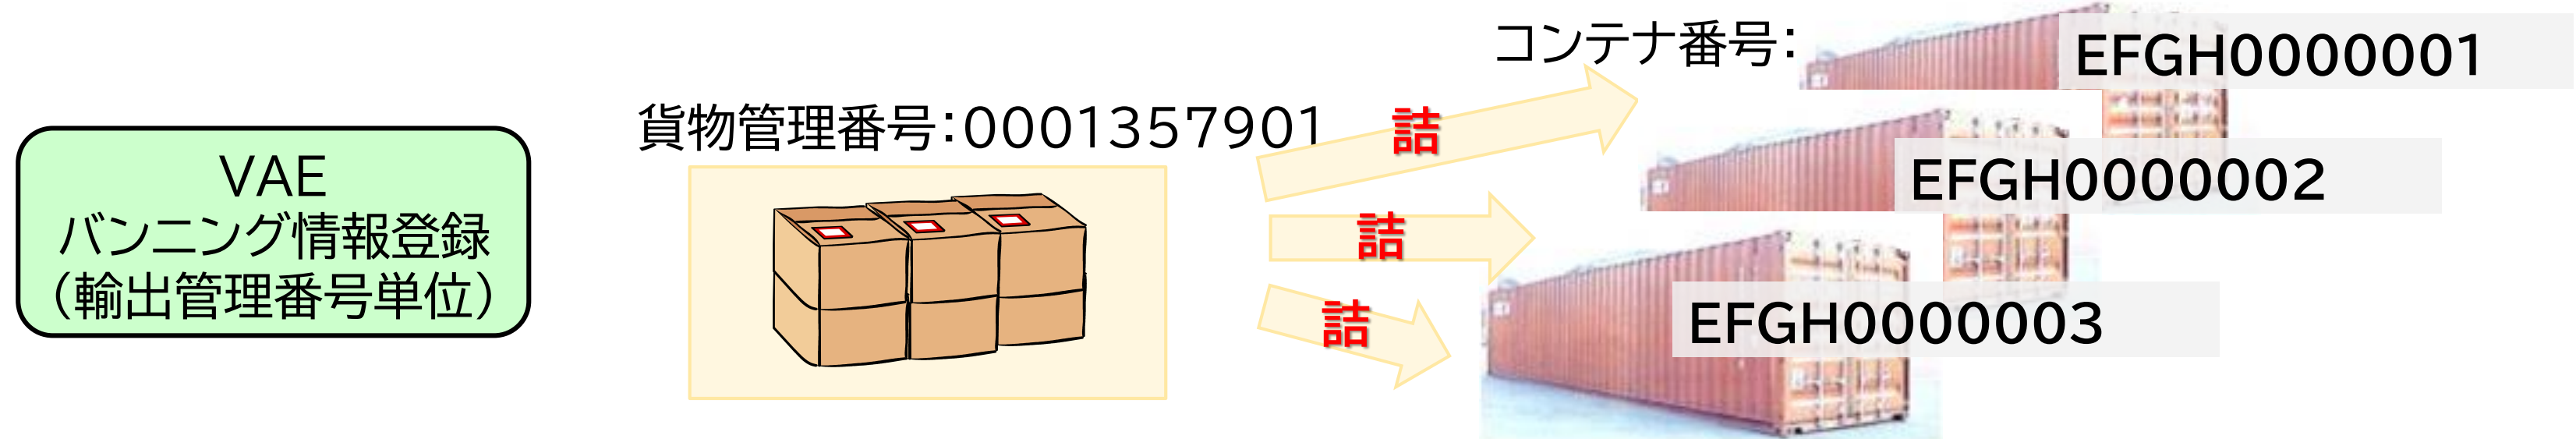 VAE
バンニング情報登録
（輸出管理番号単位）
貨物管理番号：0001357901
詰
詰
詰
コンテナ番号：
EFGH0000001
EFGH0000002
EFGH0000003